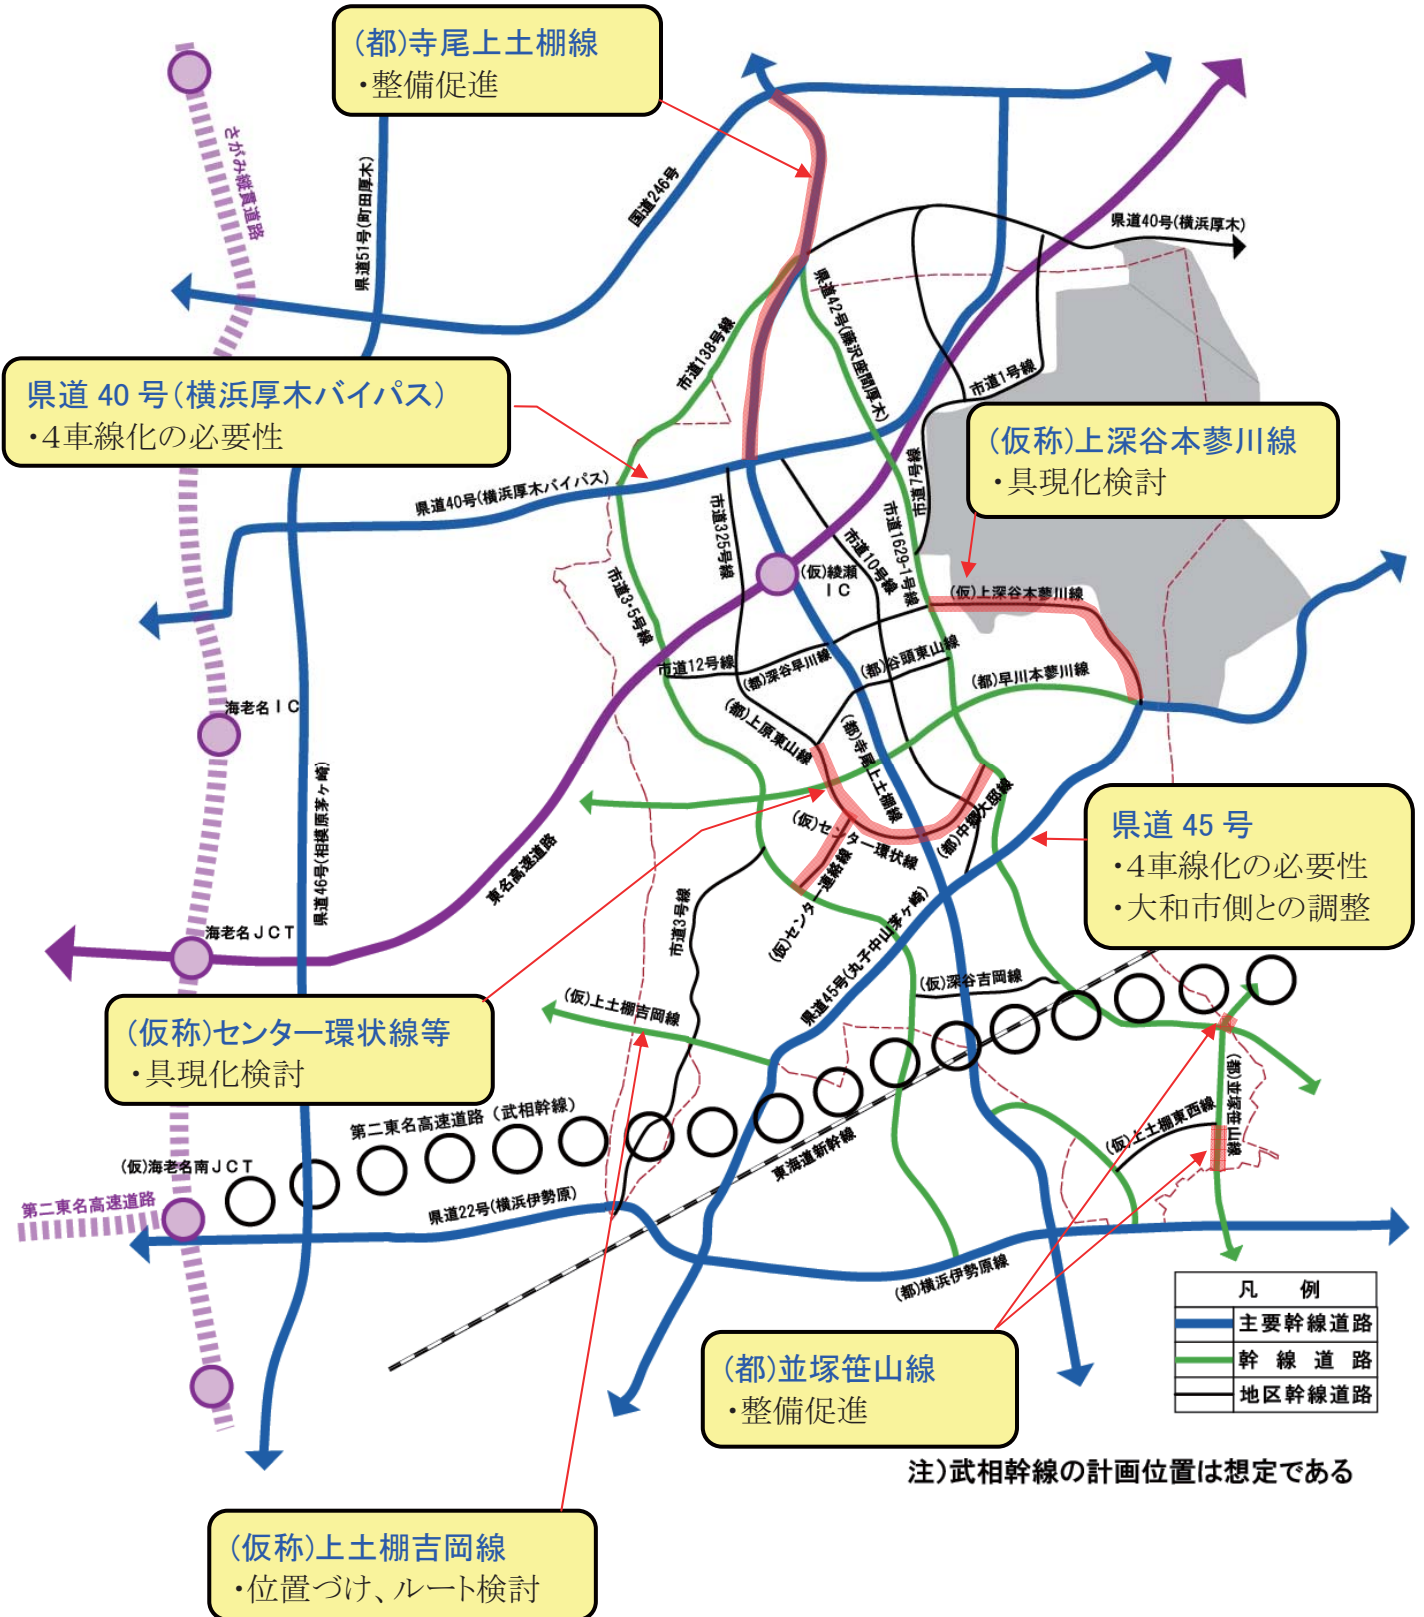 (都)寺尾上土棚線
・整備促進
さがみ縦貫道路
県道51号(町田厚木)
国道246号
県道40号(横浜厚木)
県道42号(藤沢座間厚木)
市道138号線
市道1号線
県道 40 号(横浜厚木バイパス)
・4車線化の必要性
(仮称)上深谷本蓼川線
・具現化検討
県道40号(横浜厚木バイパス)
市道7号線
市道325号線
市道10号線
市道1629-1号線
(仮)綾瀬
IC
市道3・5号線
(仮)上深谷本蓼川線
市道12号線
(都)深谷早川線
(都)谷頭東山線
(都)早川本蓼川線
海老名IC
(都)上原東山線
(都)寺尾上土棚線
県道46号(相模原茅ヶ崎)
(仮)センター環状線
(都)中郷大邸線
県道 45 号
・4車線化の必要性
・大和市側との調整
東名高速道路
(仮)センター連絡線
市道3号線
海老名JCT
県道45号(丸子中山茅ヶ崎)
(仮)深谷吉岡線
(仮)上土棚吉岡線
(仮称)センター環状線等
・具現化検討
第二東名高速道路(武相幹線)
東海道新幹線
(都)並塚笹山線
(仮)上土棚東西線
(仮)海老名南JCT
第二東名高速道路
県道22号(横浜伊勢原)
(都)横浜伊勢原線
凡 例
主要幹線道路
幹線道路
地区幹線道路
(都)並塚笹山線
・整備促進
注)武相幹線の計画位置は想定である
(仮称)上土棚吉岡線
・位置づけ、ルート検討